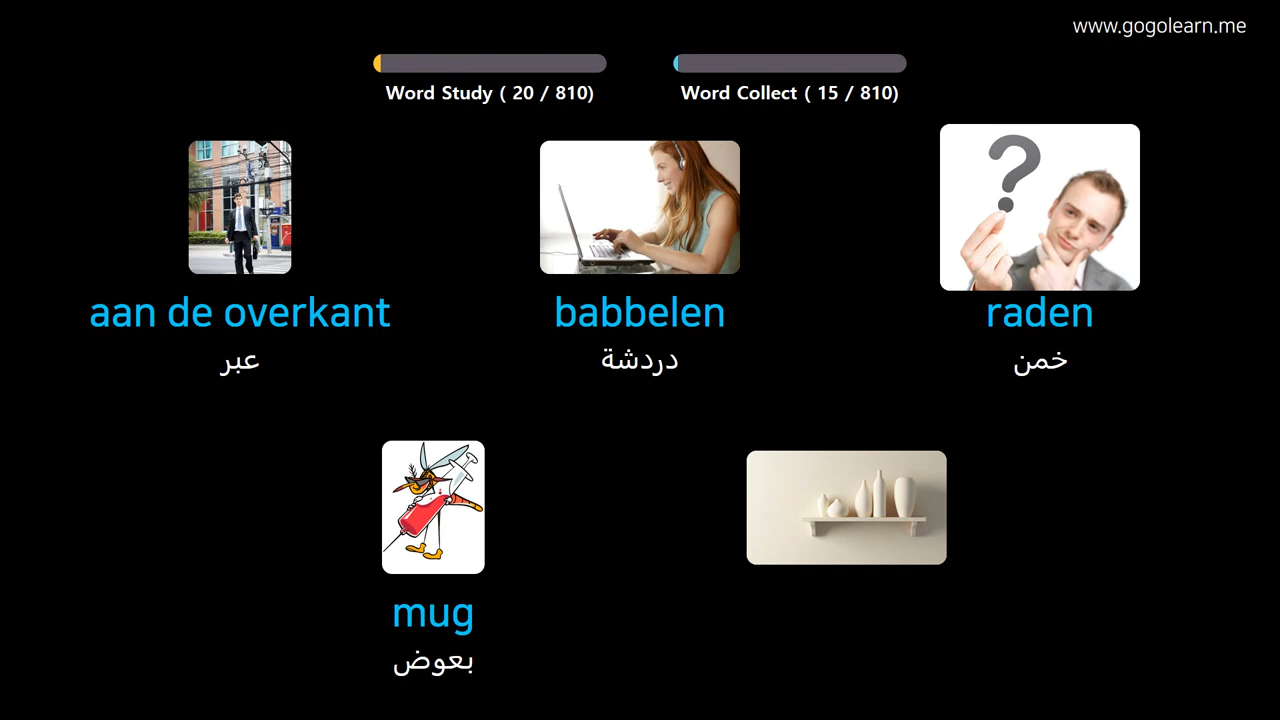 www.gogolearn.me
Word Study ( 20 / 810)
Word Collect ( 15 / 810)
aan de overkant
عبر
babbelen
دردشة
raden
خمن
mug
بعوض